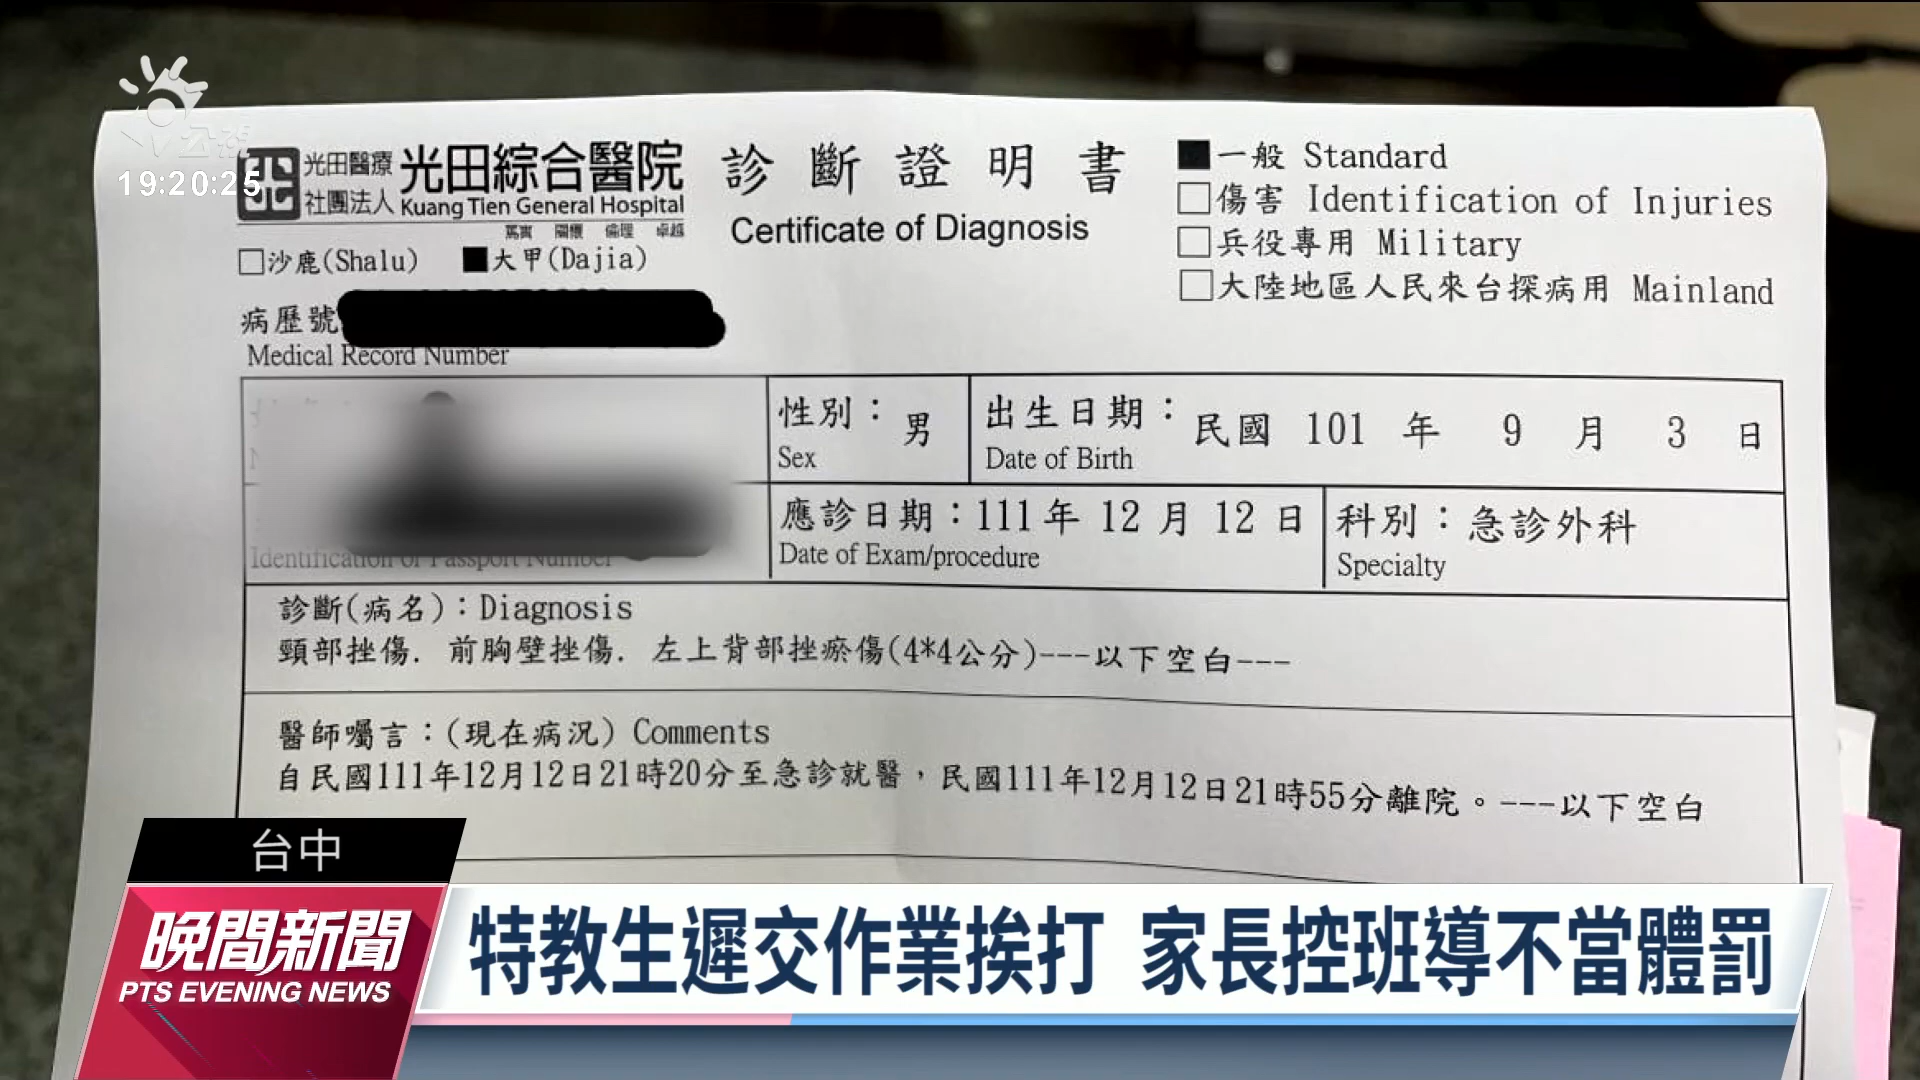 公視
19:20:25
光田醫療
社團法人
光田綜合醫院
Kuang Tien General Hospital
篤實 關懷 倫理 卓越
□沙鹿(Shalu) ■大甲(Dajia)
診斷證明書
Certificate of Diagnosis
■一般 Standard
□傷害 Identification of Injuries
□兵役專用 Military
□大陸地區人民來台探病用 Mainland
病歷號
Medical Record Number
性別：男
Sex
出生日期：民國 101 年 9 月 3 日
Date of Birth
Identification or Passport Number
應診日期：111年 12 月 12 日
Date of Exam/procedure
科別：急診外科
Specialty
診斷(病名)：Diagnosis
頸部挫傷. 前胸壁挫傷. 左上背部挫瘀傷(4*4公分)---以下空白---
醫師囑言：(現在病況) Comments
自民國111年12月12日21時20分至急診就醫，民國111年12月12日21時55分離院。---以下空白
台中
晚間新聞
PTS EVENING NEWS
特教生遲交作業挨打 家長控班導不當體罰